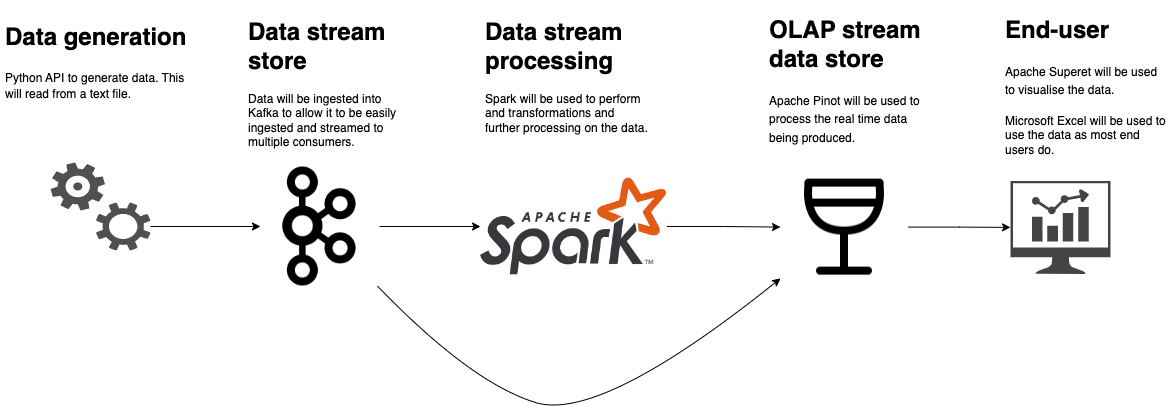 Data generation
Python API to generate data. This
will read from a text file.
Data stream
store
Data will be ingested into
Kafka to allow it to be easily
ingested and streamed to
multiple consumers.
Data stream
processing
Spark will be used to perform
and transformations and
further processing on the data.
OLAP stream
data store
Apache Pinot will be used to
process the real time data
being produced.
End-user
Apache Superet will be used
to visualise the data.
Microsoft Excel will be used to
use the data as most end
users do.
APACHE
Spark
TM